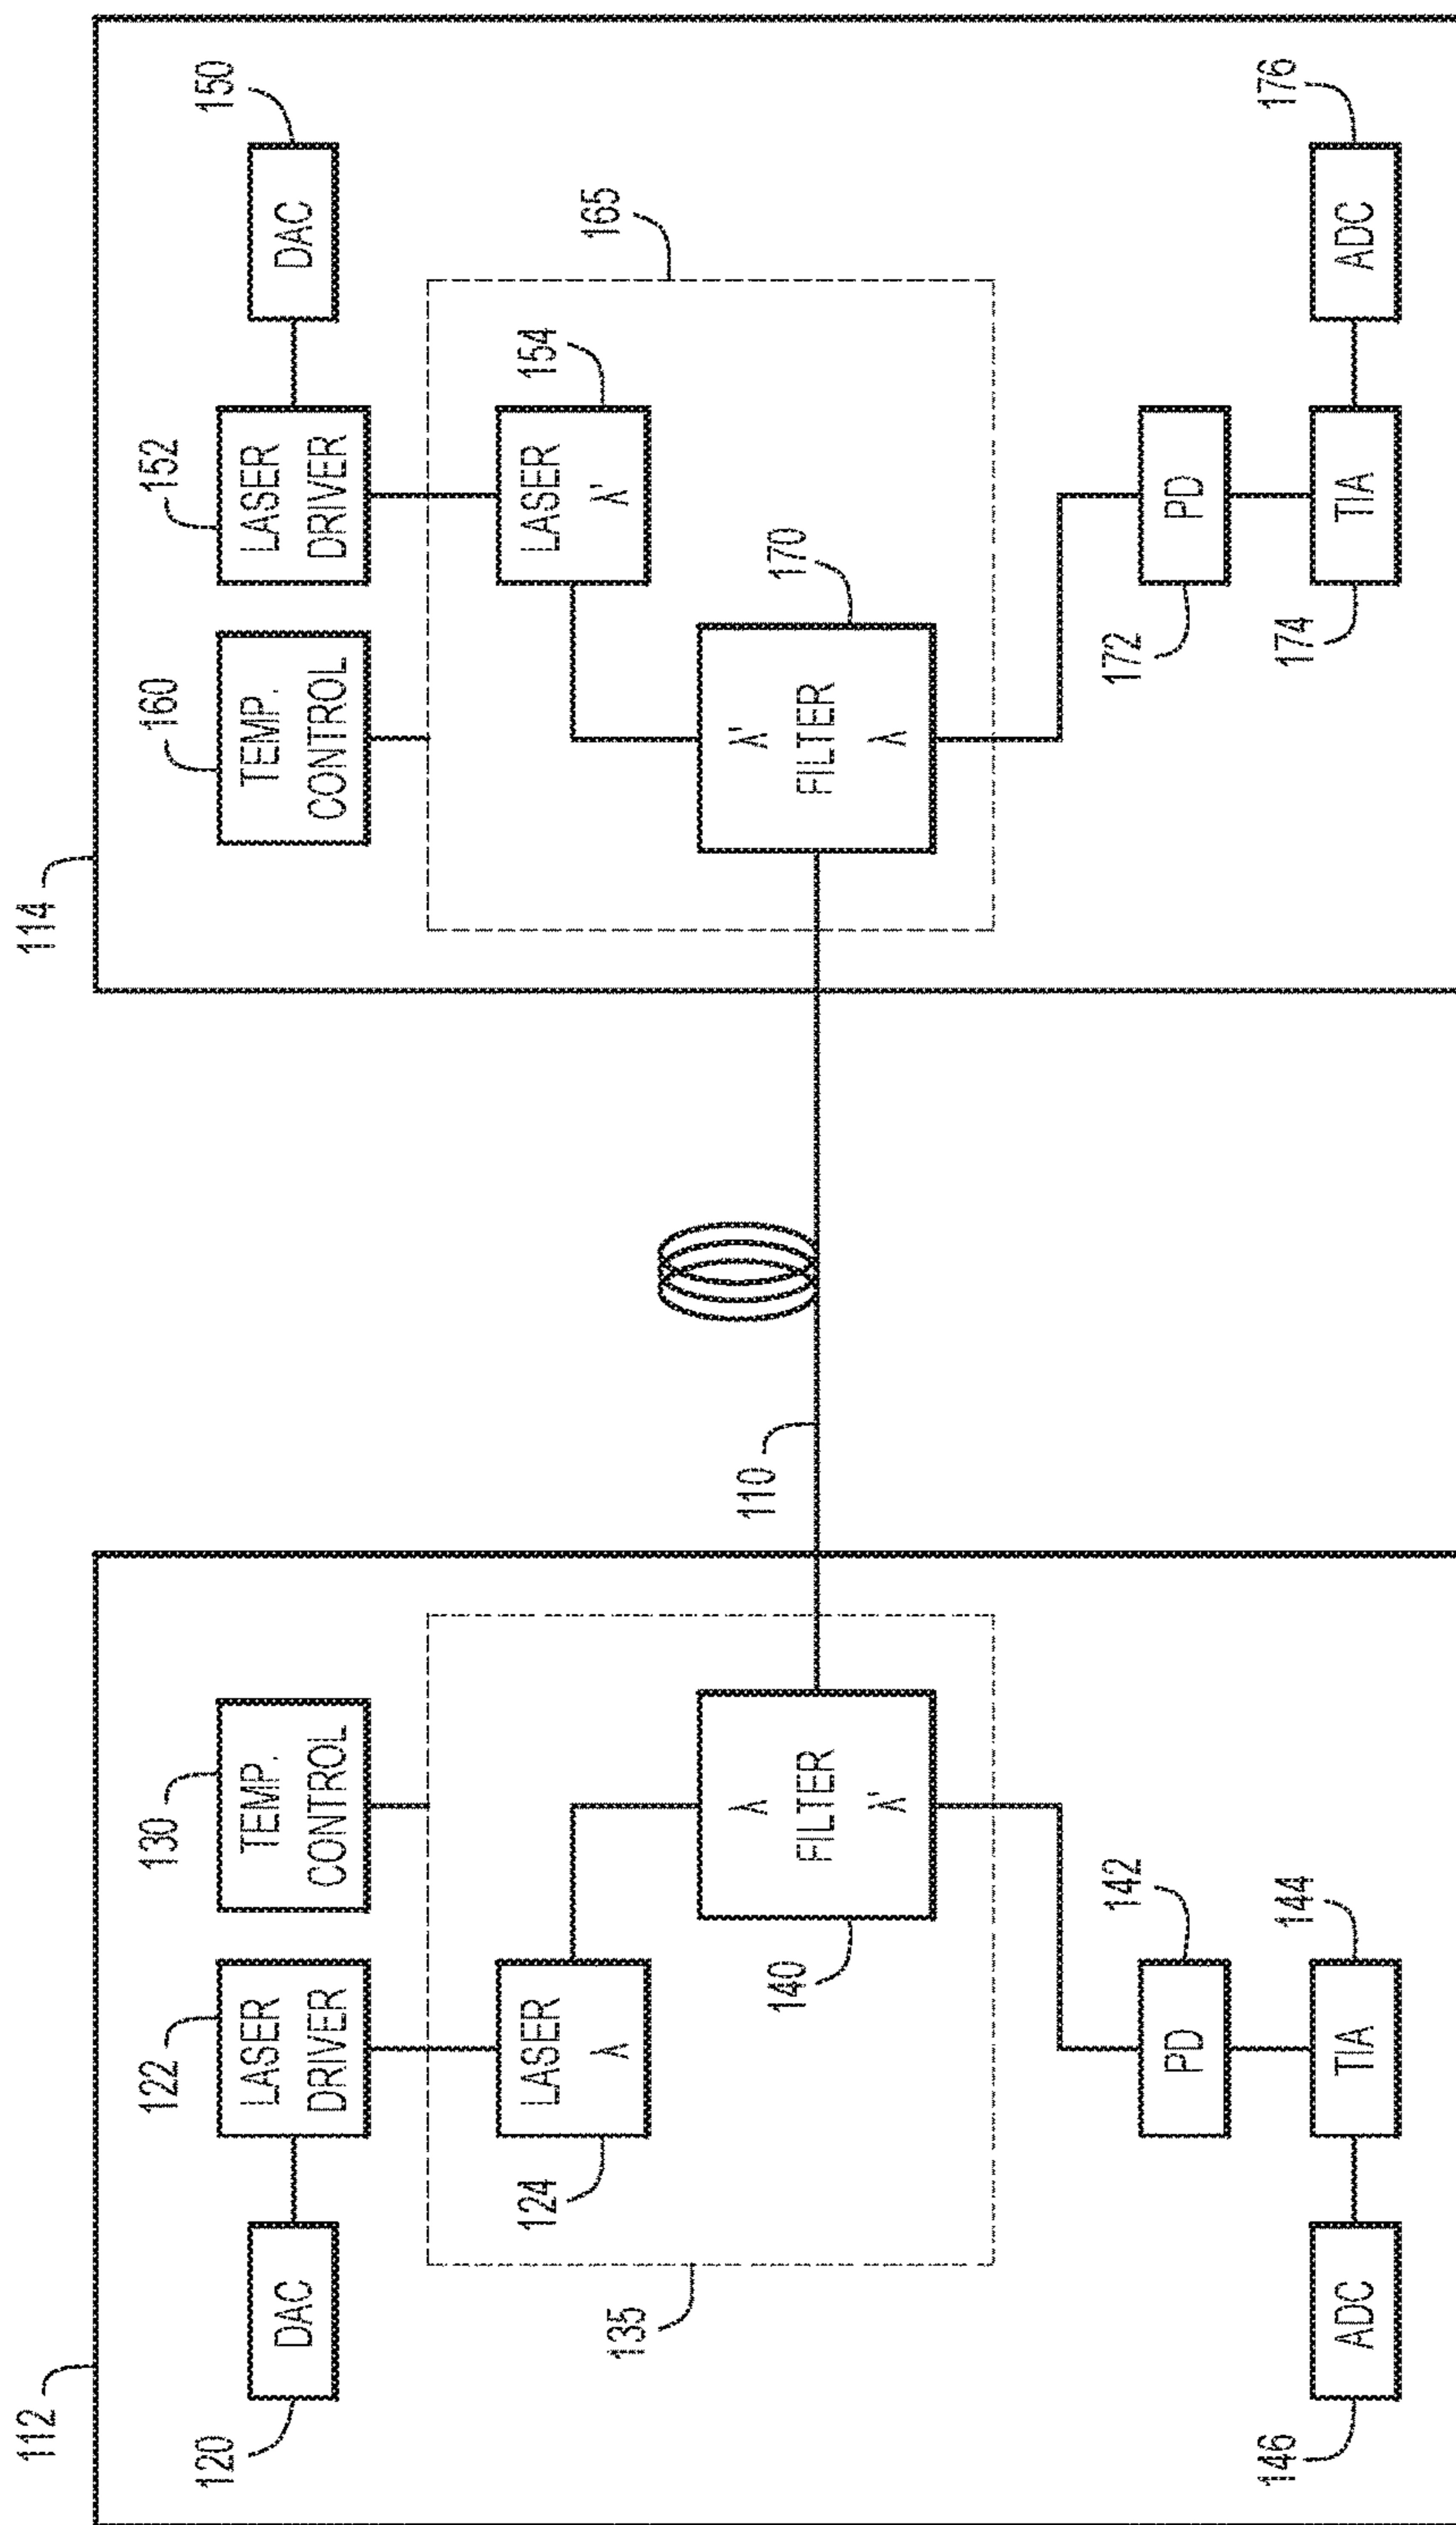 112
114
120
DAC
122
LASER
DRIVER
130
TEMP.
CONTROL
124
LASER
λ
λ
FILTER
λ'
140
135
142
PD
144
TIA
146
ADC
110
160
TEMP.
CONTROL
152
LASER
DRIVER
150
DAC
154
LASER
λ'
165
170
λ'
FILTER
λ
172
PD
174
TIA
176
ADC